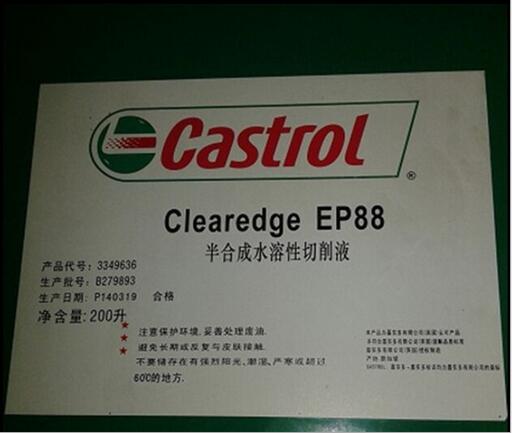 Castrol
®
Clearedge EP88
半合成水溶性切削液
产品代号: 3349636
生产批号: B279893
生产日期: P140319 合格
净含量: 200升
注意保护环境, 妥善处理废油.
避免长期或反复与皮肤接触.
不要储存在有强烈阳光、潮湿、严寒或超过
60℃的地方.